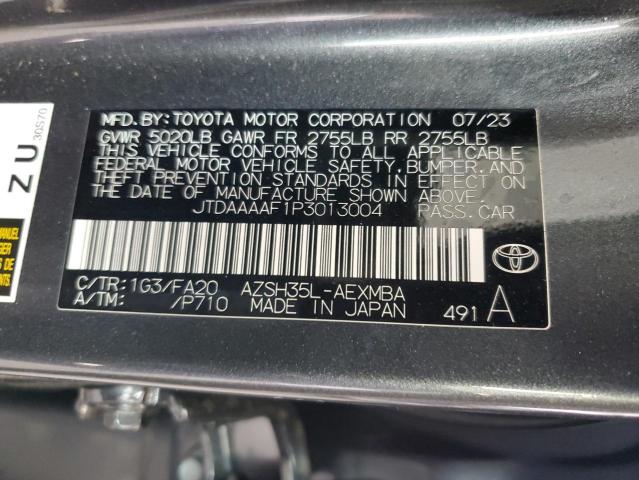 MFD. BY: TOYOTA MOTOR CORPORATION 07/23
GVWR 5020LB GAWR FR 2755LB RR 2755LB
THIS VEHICLE CONFORMS TO ALL APPLICABLE
FEDERAL MOTOR VEHICLE SAFETY, BUMPER, AND
THEFT PREVENTION STANDARDS IN EFFECT ON
THE DATE OF MANUFACTURE SHOWN ABOVE.
JTDAAAAF1P3013004 PASS. CAR
C/TR: 1G3/FA20 AZSH35L-AEXMBA
A/TM: /P710 MADE IN JAPAN 491 A
ZU
30S70